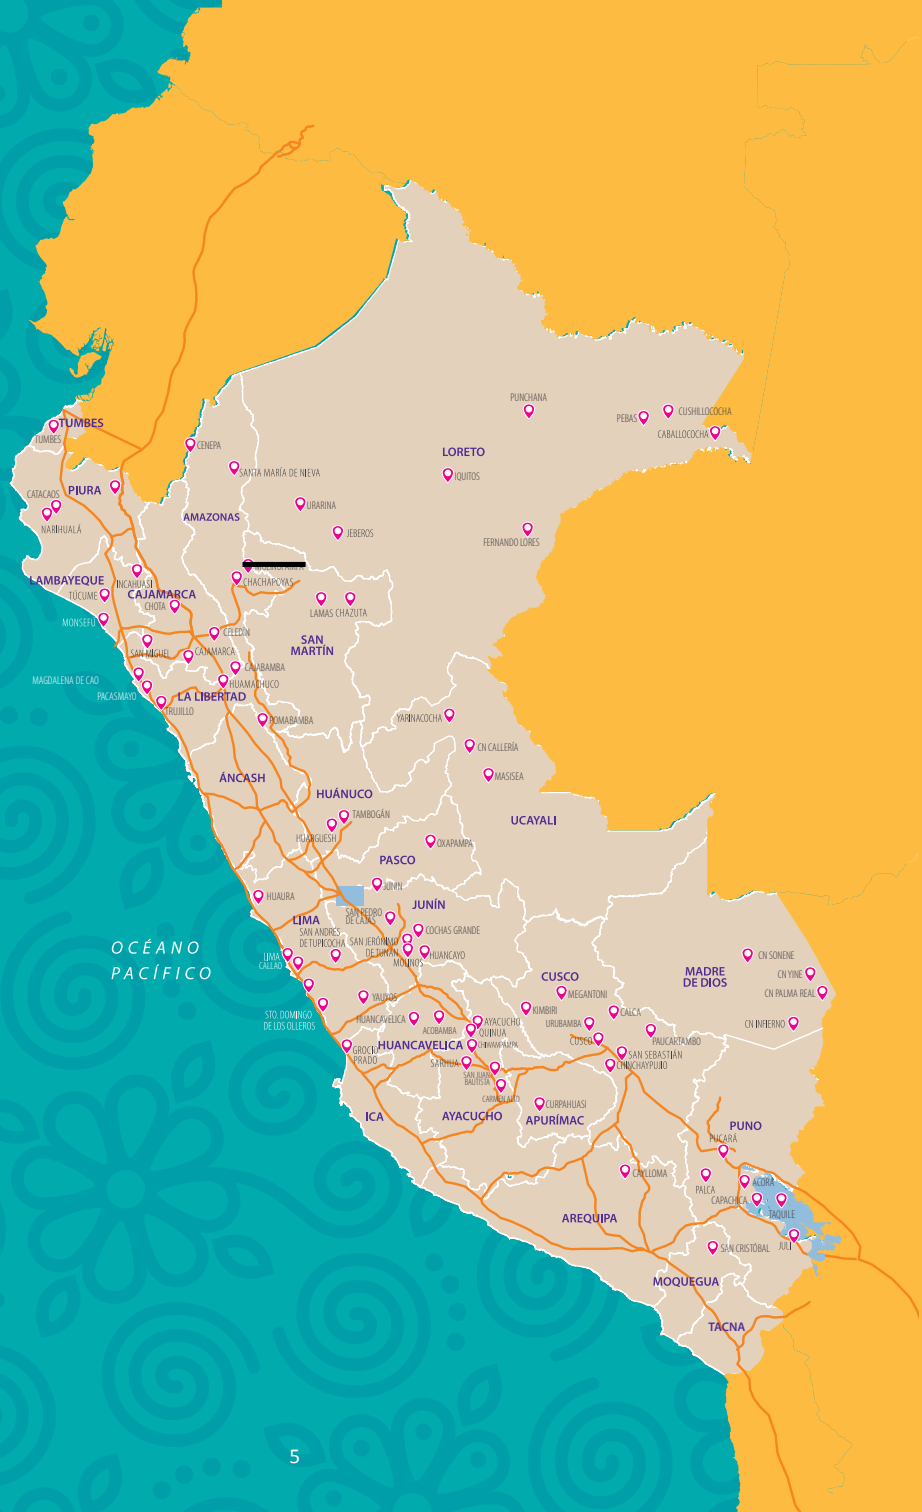 PUNCHANA
PEBAS
CUSHILLOCOCHA
CABALLOCOCHA
TUMBES
TUMBES
CENEPA
LORETO
SANTA MARÍA DE NIEVA
IQUITOS
CATACAOS
PIURA
URARINA
AMAZONAS
NARIHUALÁ
JEBEROS
FERNANDO LORES
LAMBAYEQUE
INCAHUASI
CHACHAPOYAS
TÚCUME
CAJAMARCA
CHOTA
LAMAS
CHAZUTA
MONSEFÚ
CELEDÍN
SAN
MARTÍN
SAN MIGUEL
CAJAMARCA
CAJABAMBA
MAGDALENA DE CAO
HUAMACHUCO
PACASMAYO
LA LIBERTAD
TRUJILLO
POMABAMBA
YARINACOCHA
CN CALLERÍA
ÁNCASH
MASISEA
HUÁNUCO
TAMBOGÁN
UCAYALI
HUARGUESH
OXAPAMPA
PASCO
JUNIN
HUAURA
JUNÍN
SAN PEDRO
DE CAJAS
LIMA
COCHAS GRANDE
SAN ANDRES
DE TUPICOCHA
SAN JERÓNIMO
DE TUNÁN
OCÉANO
PACÍFICO
LIMA
CALLAO
MOLINOS
HUANCAYO
CN SONENE
MADRE
DE DIOS
CN YINE
CUSCO
MEGANTONI
CN PALMA REAL
YAUYOS
KIMBIRI
CALCA
STO. DOMINGO
DE LOS OLLEROS
HUANCAVELICA
ACOBAMBA
AYACUCHO
QUINUA
URUBAMBA
CN INFIERNO
CUSCO
PAUCARTAMBO
GROCIO
PRADO
HUANCAVELICA
CHIWAMPAMPA
SAN SEBASTIÁN
CHINCHAYPUJIO
SARHUA
SAN JUAN
BAUTISTA
CARMEN ALTO
CURPAHUASI
ICA
AYACUCHO
APURÍMAC
PUNO
PUCARÁ
CAYLLOMA
PALCA
ACORA
CAPACHICA
TAQUILE
AREQUIPA
SAN CRISTÓBAL
JULI
MOQUEGUA
TACNA
5